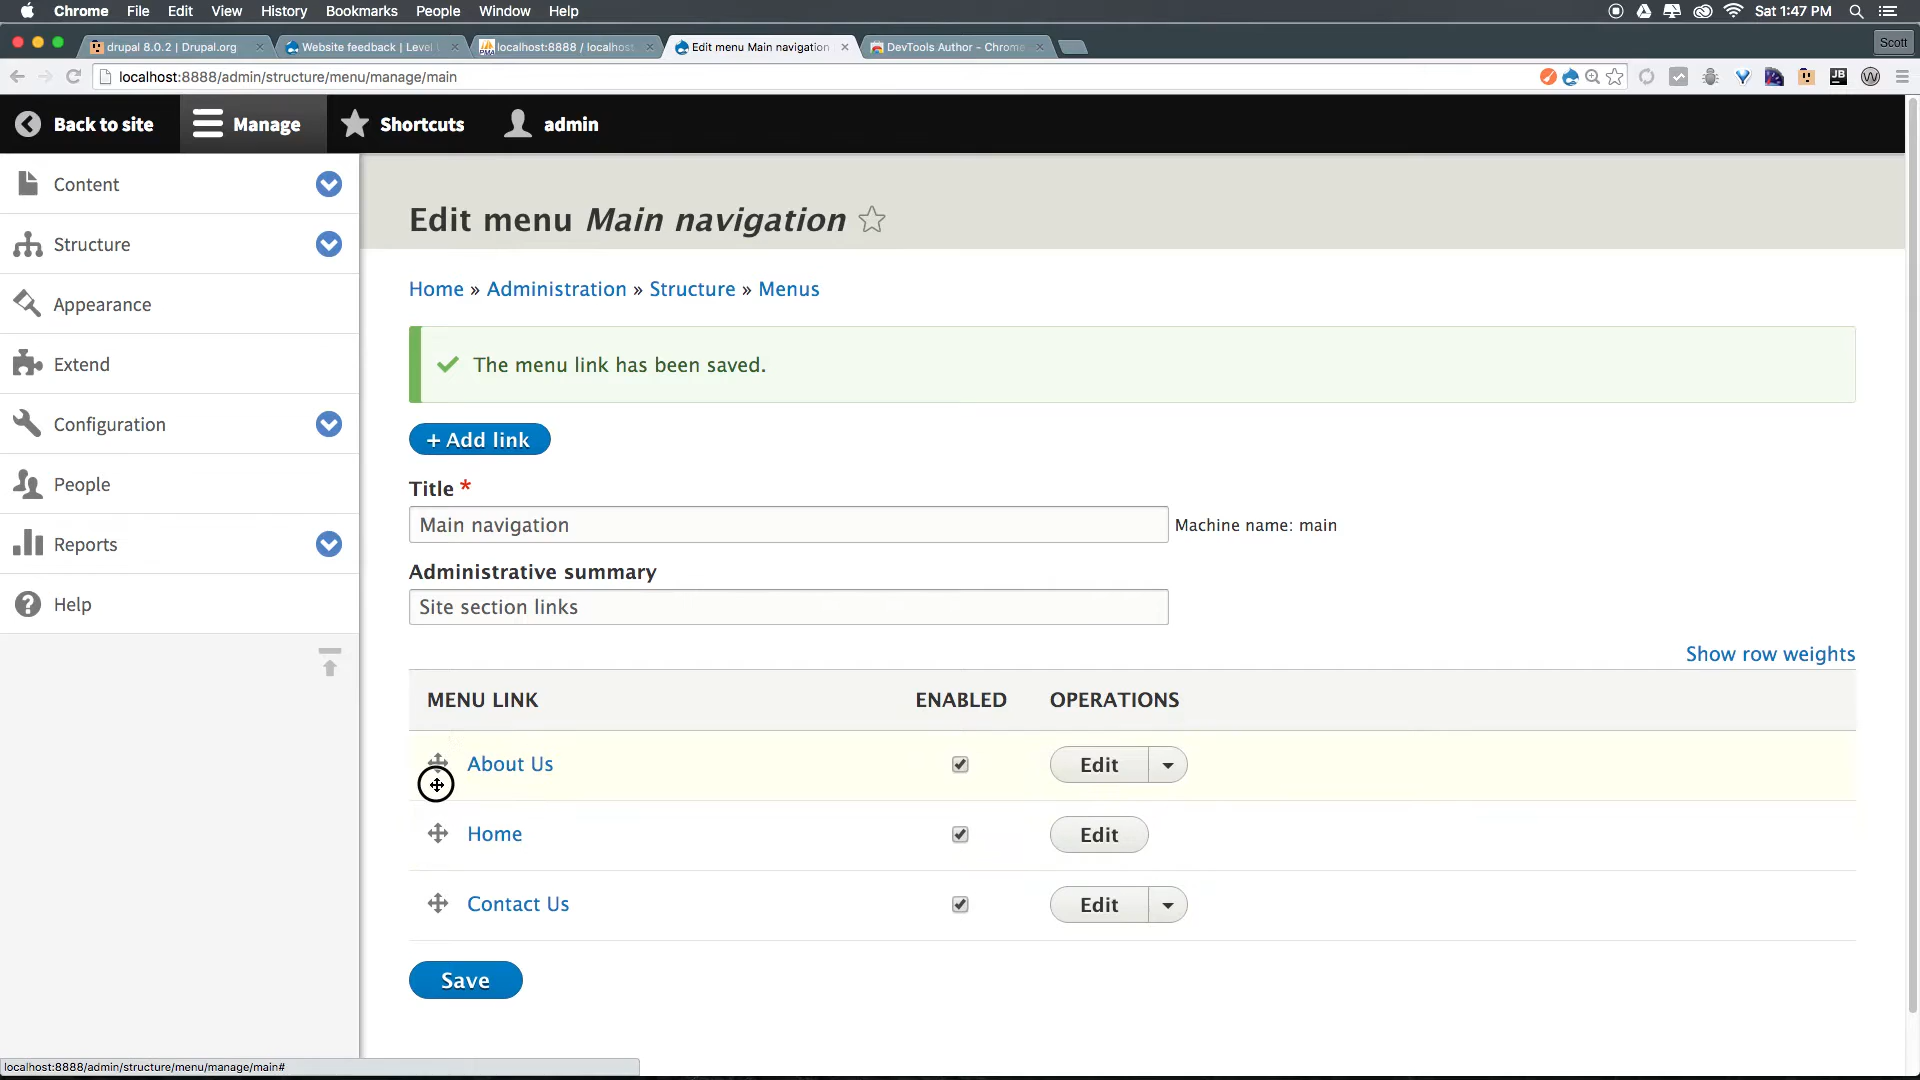 Chrome File Edit View History Bookmarks People Window Help Sat 1:47 PM
drupal 8.0.2 | Drupal.org Website feedback | Level localhost:8888 / localhos Edit menu Main navigation DevTools Author - Chrome Scott
localhost:8888/admin/structure/menu/manage/main JB W
Back to site Manage Shortcuts admin
Content
Structure
Appearance
Extend
Configuration
People
Reports
Help
Edit menu Main navigation
Home » Administration » Structure » Menus
The menu link has been saved.
+ Add link
Title *
Main navigation Machine name: main
Administrative summary
Site section links
Show row weights
MENU LINK ENABLED OPERATIONS
About Us Edit
Home Edit
Contact Us Edit
Save
localhost:8888/admin/structure/menu/manage/main#